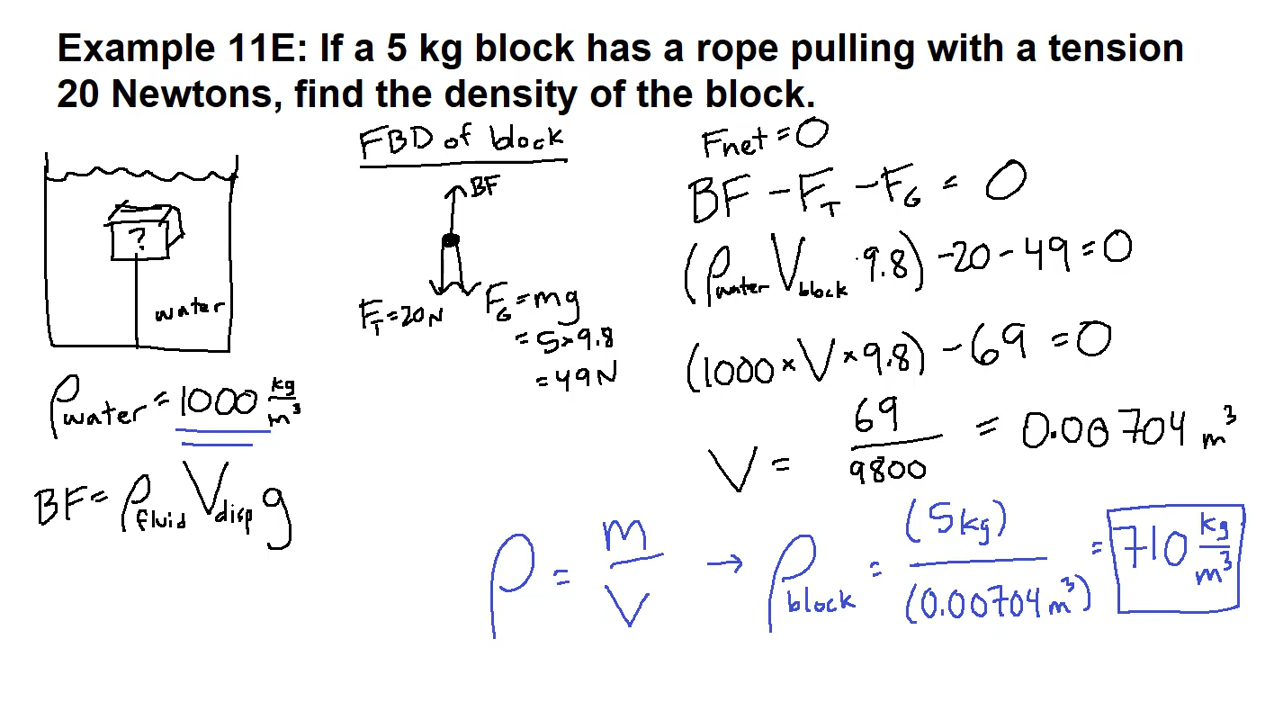 Example 11E: If a 5 kg block has a rope pulling with a tension
20 Newtons, find the density of the block.
?
water
ρwater = 1000 kg/m³
BF = ρfluid Vdisp g
FBD of block
BF
FT = 20N
FG = mg
= 5×9.8
= 49N
Fnet = 0
BF - FT - FG = 0
(ρwater Vblock · 9.8) - 20 - 49 = 0
(1000 × V × 9.8) - 69 = 0
V = 69/9800 = 0.00704 m³
ρ = m/V → ρblock = (5kg)/(0.00704 m³) = 710 kg/m³